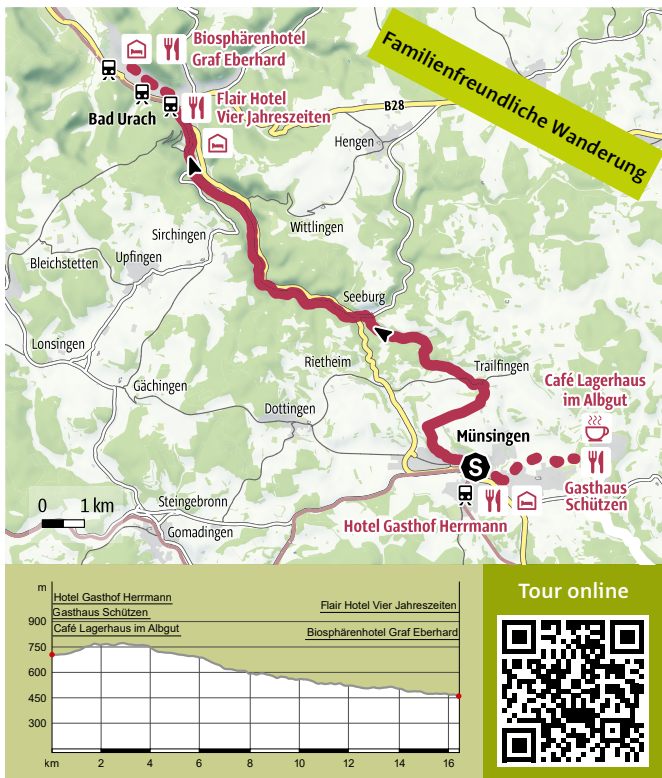 Familienfreundliche Wanderung
Biosphärenhotel
Graf Eberhard
Flair Hotel
Vier Jahreszeiten
Bad Urach
B28
Hengen
Wittlingen
Sirchingen
Upfingen
Bleichstetten
Seeburg
Lonsingen
Rietheim
Trailfingen
Gächingen
Café Lagerhaus
im Albgut
Dottingen
Münsingen
S
Gasthaus
Schützen
0 1 km
Steingebronn
Gomadingen
Hotel Gasthof Herrmann
m
Hotel Gasthof Herrmann
Gasthaus Schützen
Café Lagerhaus im Albgut
Flair Hotel Vier Jahreszeiten
Biosphärenhotel Graf Eberhard
900
750
600
450
300
km 2 4 6 8 10 12 14 16
Tour online